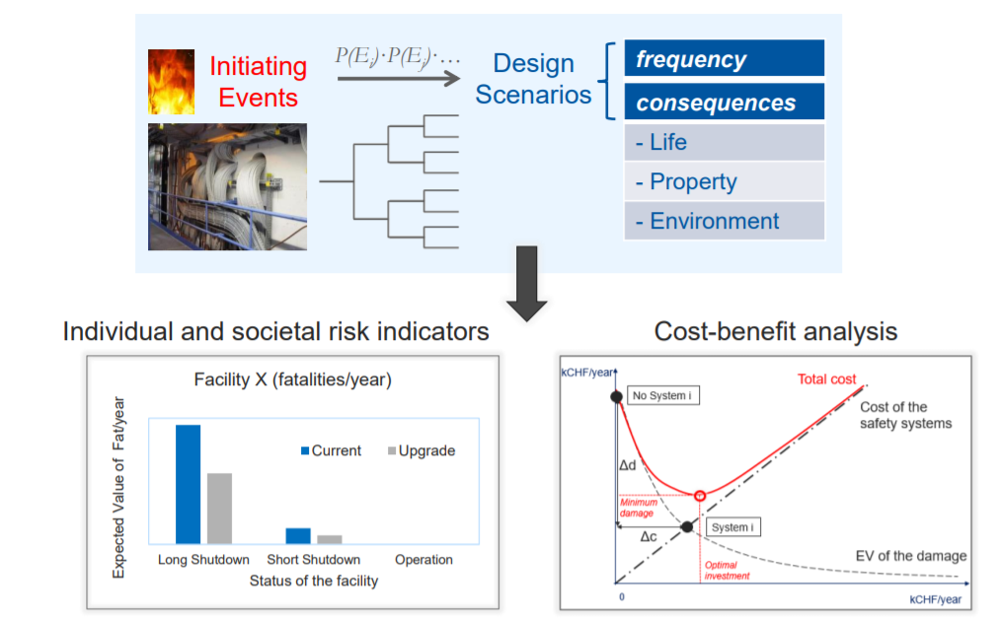 Initiating
Events
P(Ei)·P(Ej)·…
Design
Scenarios
frequency
consequences
- Life
- Property
- Environment
Individual and societal risk indicators
Facility X (fatalities/year)
Expected Value of Fat/year
Current
Upgrade
Long Shutdown
Short Shutdown
Operation
Status of the facility
Cost-benefit analysis
kCHF/year
No System i
Total cost
Cost of the
safety systems
Δd
Minimum
damage
System i
Δc
EV of the damage
Optimal
investment
0
kCHF/year